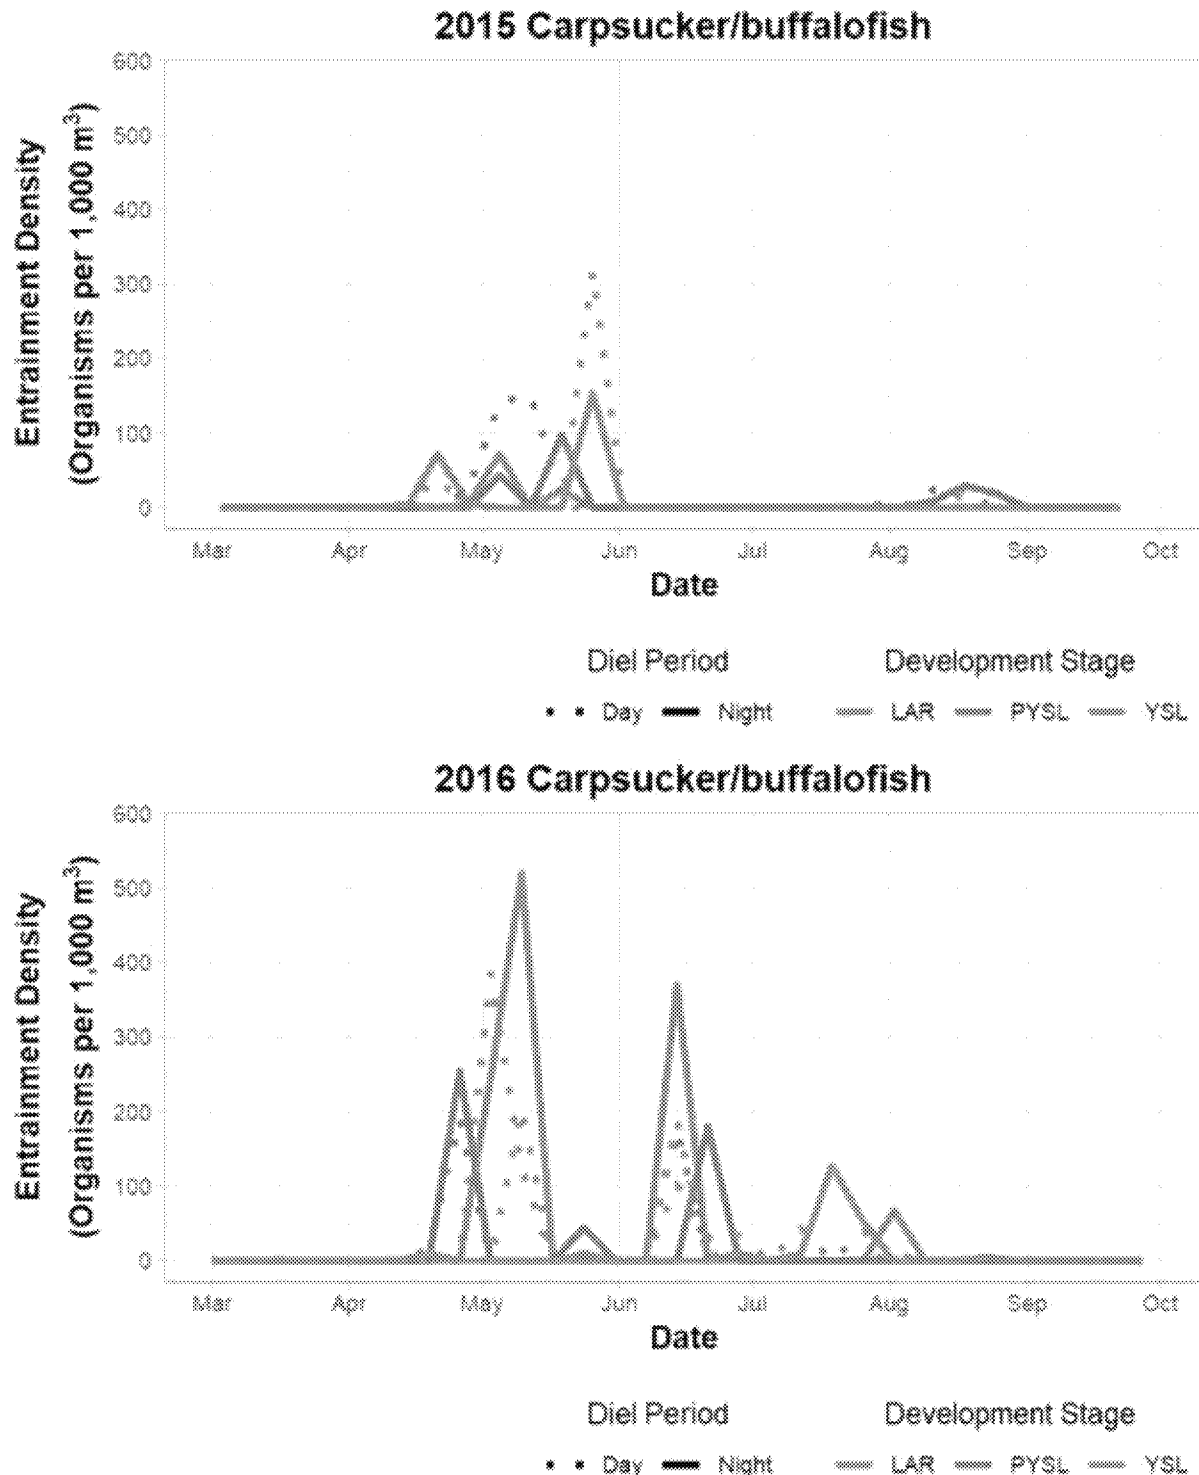 2015 Carpsucker/buffalofish
Entrainment Density
(Organisms per 1,000 m³)
600
500
400
300
200
100
0
Mar Apr May Jun Jul Aug Sep Oct
Date
Diel Period Development Stage
Day Night LAR PYSL YSL
2016 Carpsucker/buffalofish
Entrainment Density
(Organisms per 1,000 m³)
600
500
400
300
200
100
0
Mar Apr May Jun Jul Aug Sep Oct
Date
Diel Period Development Stage
Day Night LAR PYSL YSL